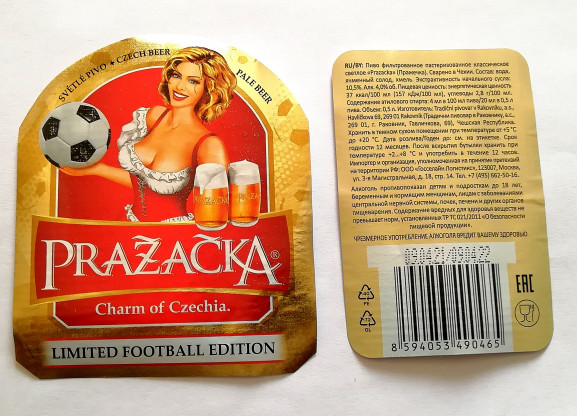 SVĚTLÉ PIVO ✦ CZECH BEER
PALE BEER
PRAŽAČKA
PRAŽAČKA®
Charm of Czechia.
LIMITED FOOTBALL EDITION
RU/BY: Пиво фильтрованное пастеризованное классическое
светлое «Prazacka» (Пражечка). Сварено в Чехии. Состав: вода,
ячменный солод, хмель. Экстрактивность начального сусла:
10,5%. Алк. 4,0% об. Пищевая ценность: энергетическая ценность
37 ккал/100 мл (157 кДж/100 мл), углеводы 2,8 г/100 мл.
Содержание этилового спирта: 4 мл в 100 мл пива/20 мл в 0,5 л
пива. Объем: 0,5 л. Изготовитель: Tradiční pivovar v Rakovníku, a.s.,
Havlíčkova 69, 269 01 Rakovník (Традични пивовар в Раковнику, а.с.,
269 01, г. Раковник, Гавличкова, 69), Чешская Республика.
Хранить в тёмном сухом помещении при температуре от +5 °С
до +20 °С. Дата розлива/Годен до: см. на этикетке. Срок
годности 12 месяцев. После вскрытия бутылки хранить при
температуре +2...+8 °С и употребить в течение 12 часов.
Импортер и организация, уполномоченная на принятие претензий
на территории РФ: ООО «Госселайн Логистикс», 123007, Москва,
ул. 3-я Магистральная, д. 18, стр. 14. Тел. +7 (495) 662-50-16.
Алкоголь противопоказан детям и подросткам до 18 лет,
беременным и кормящим женщинам, лицам с заболеваниями
центральной нервной системы, почек, печени и других органов
пищеварения. Содержание вредных для здоровья веществ не
превышает норм, установленных ТР ТС 021/2011 «О безопасности
пищевой продукции».
ЧРЕЗМЕРНОЕ УПОТРЕБЛЕНИЕ АЛКОГОЛЯ ВРЕДИТ ВАШЕМУ ЗДОРОВЬЮ
EAC
PE
GL
8 594053 490465